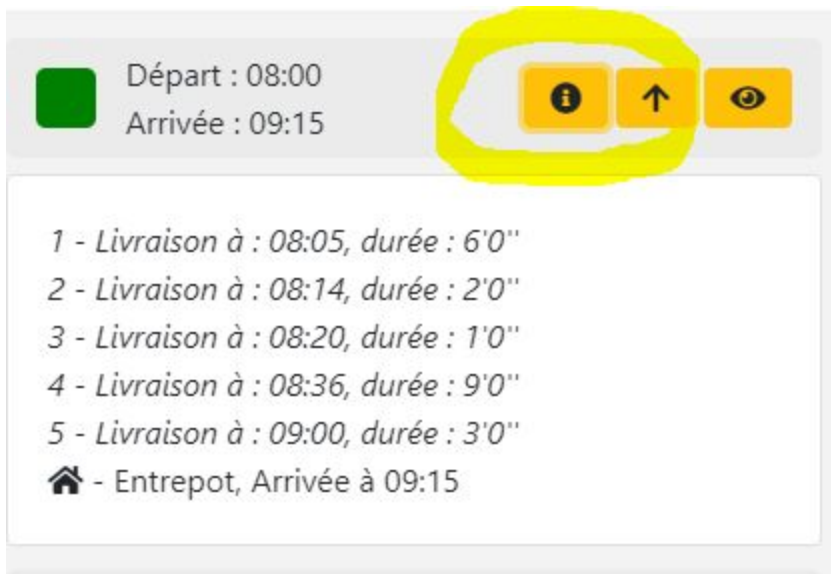 Départ : 08:00
Arrivée : 09:15
1 - Livraison à : 08:05, durée : 6'0''
2 - Livraison à : 08:14, durée : 2'0''
3 - Livraison à : 08:20, durée : 1'0''
4 - Livraison à : 08:36, durée : 9'0''
5 - Livraison à : 09:00, durée : 3'0''
- Entrepot, Arrivée à 09:15